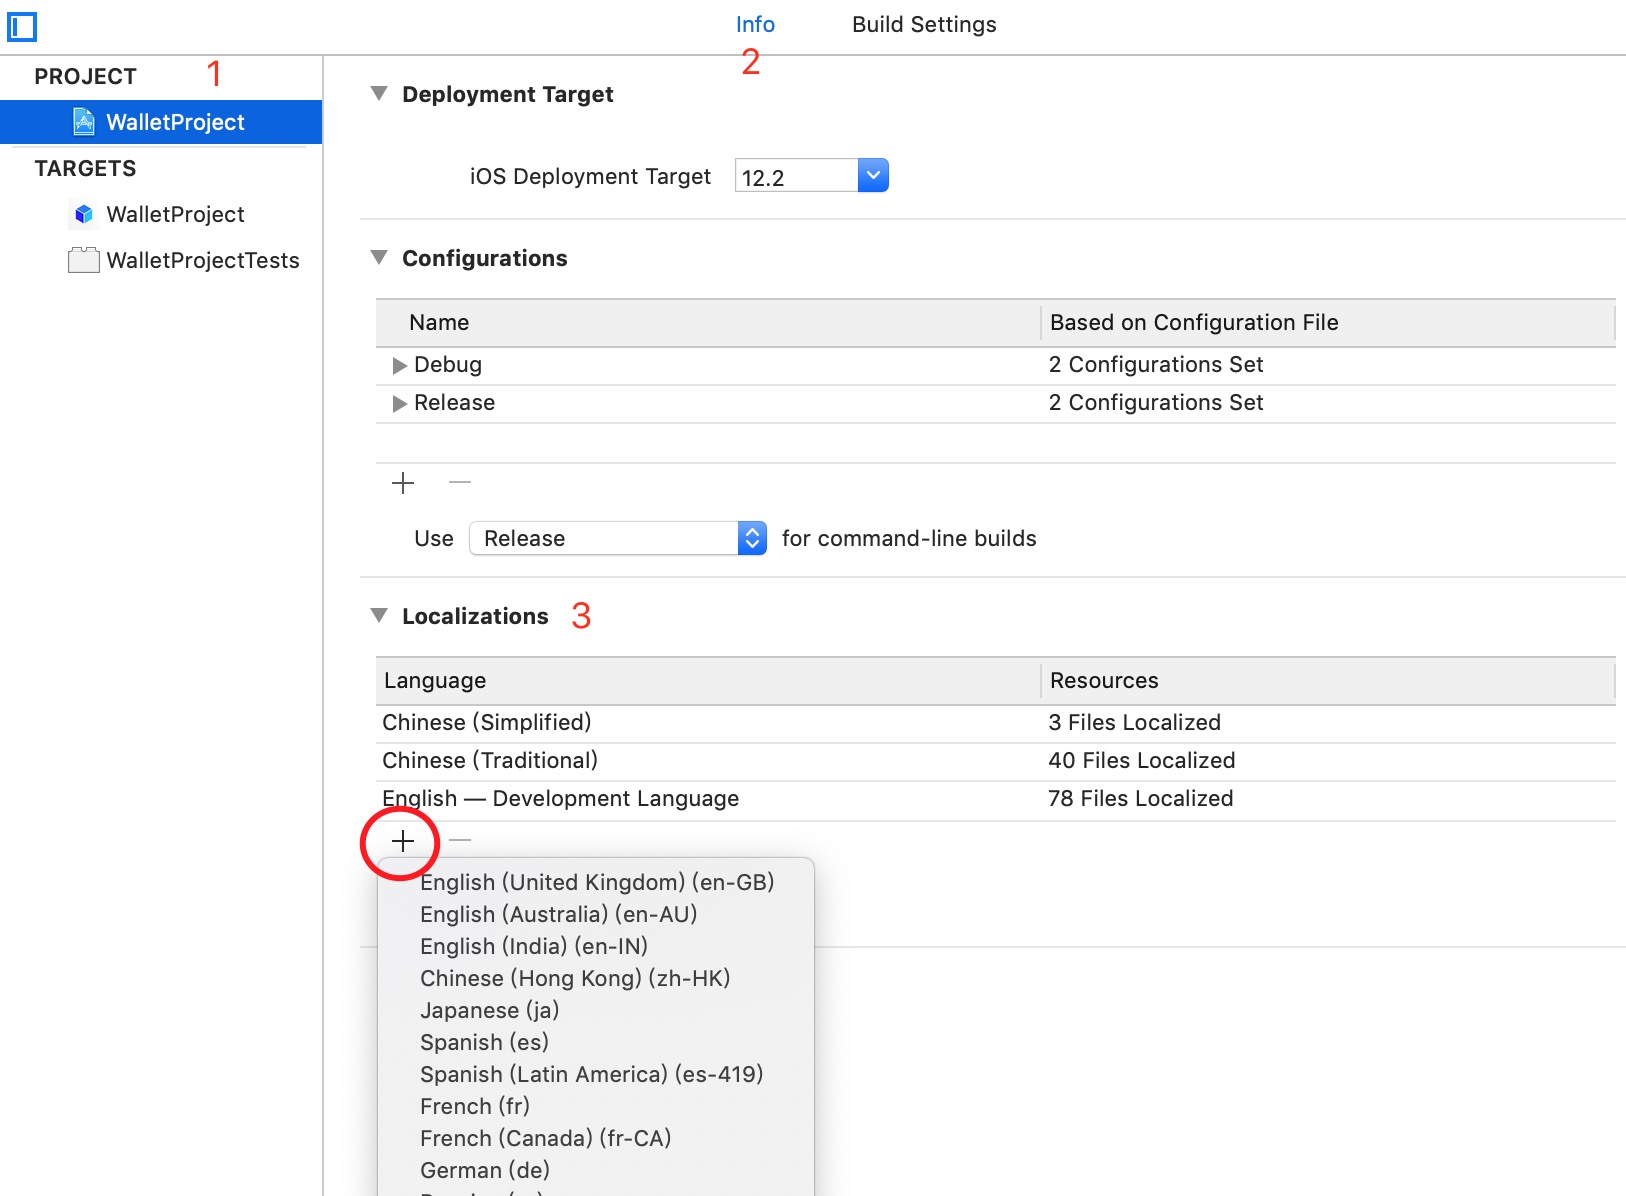 Info
Build Settings
2
PROJECT
1
WalletProject
TARGETS
WalletProject
WalletProjectTests
Deployment Target
iOS Deployment Target
12.2
Configurations
Name
Based on Configuration File
Debug
2 Configurations Set
Release
2 Configurations Set
Use
Release
for command-line builds
Localizations
3
Language
Resources
Chinese (Simplified)
3 Files Localized
Chinese (Traditional)
40 Files Localized
English — Development Language
78 Files Localized
English (United Kingdom) (en-GB)
English (Australia) (en-AU)
English (India) (en-IN)
Chinese (Hong Kong) (zh-HK)
Japanese (ja)
Spanish (es)
Spanish (Latin America) (es-419)
French (fr)
French (Canada) (fr-CA)
German (de)